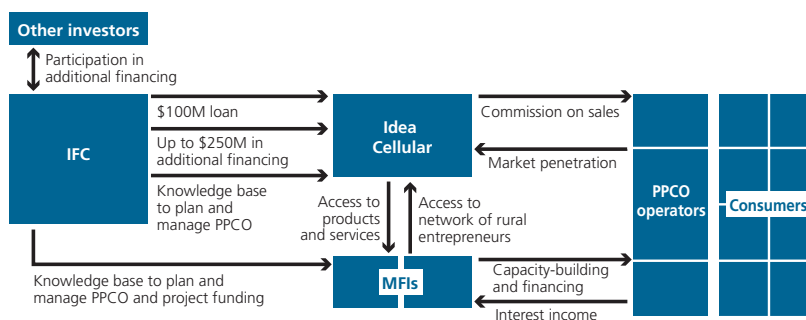 Other investors
Participation in
additional financing
IFC
$100M loan
Up to $250M in
additional financing
Knowledge base
to plan and
manage PPCO
Idea
Cellular
Commission on sales
Market penetration
PPCO
operators
Consumers
Access to
products
and services
Access to
network of rural
entrepreneurs
Knowledge base to plan and
manage PPCO and project funding
MFIs
Capacity-building
and financing
Interest income